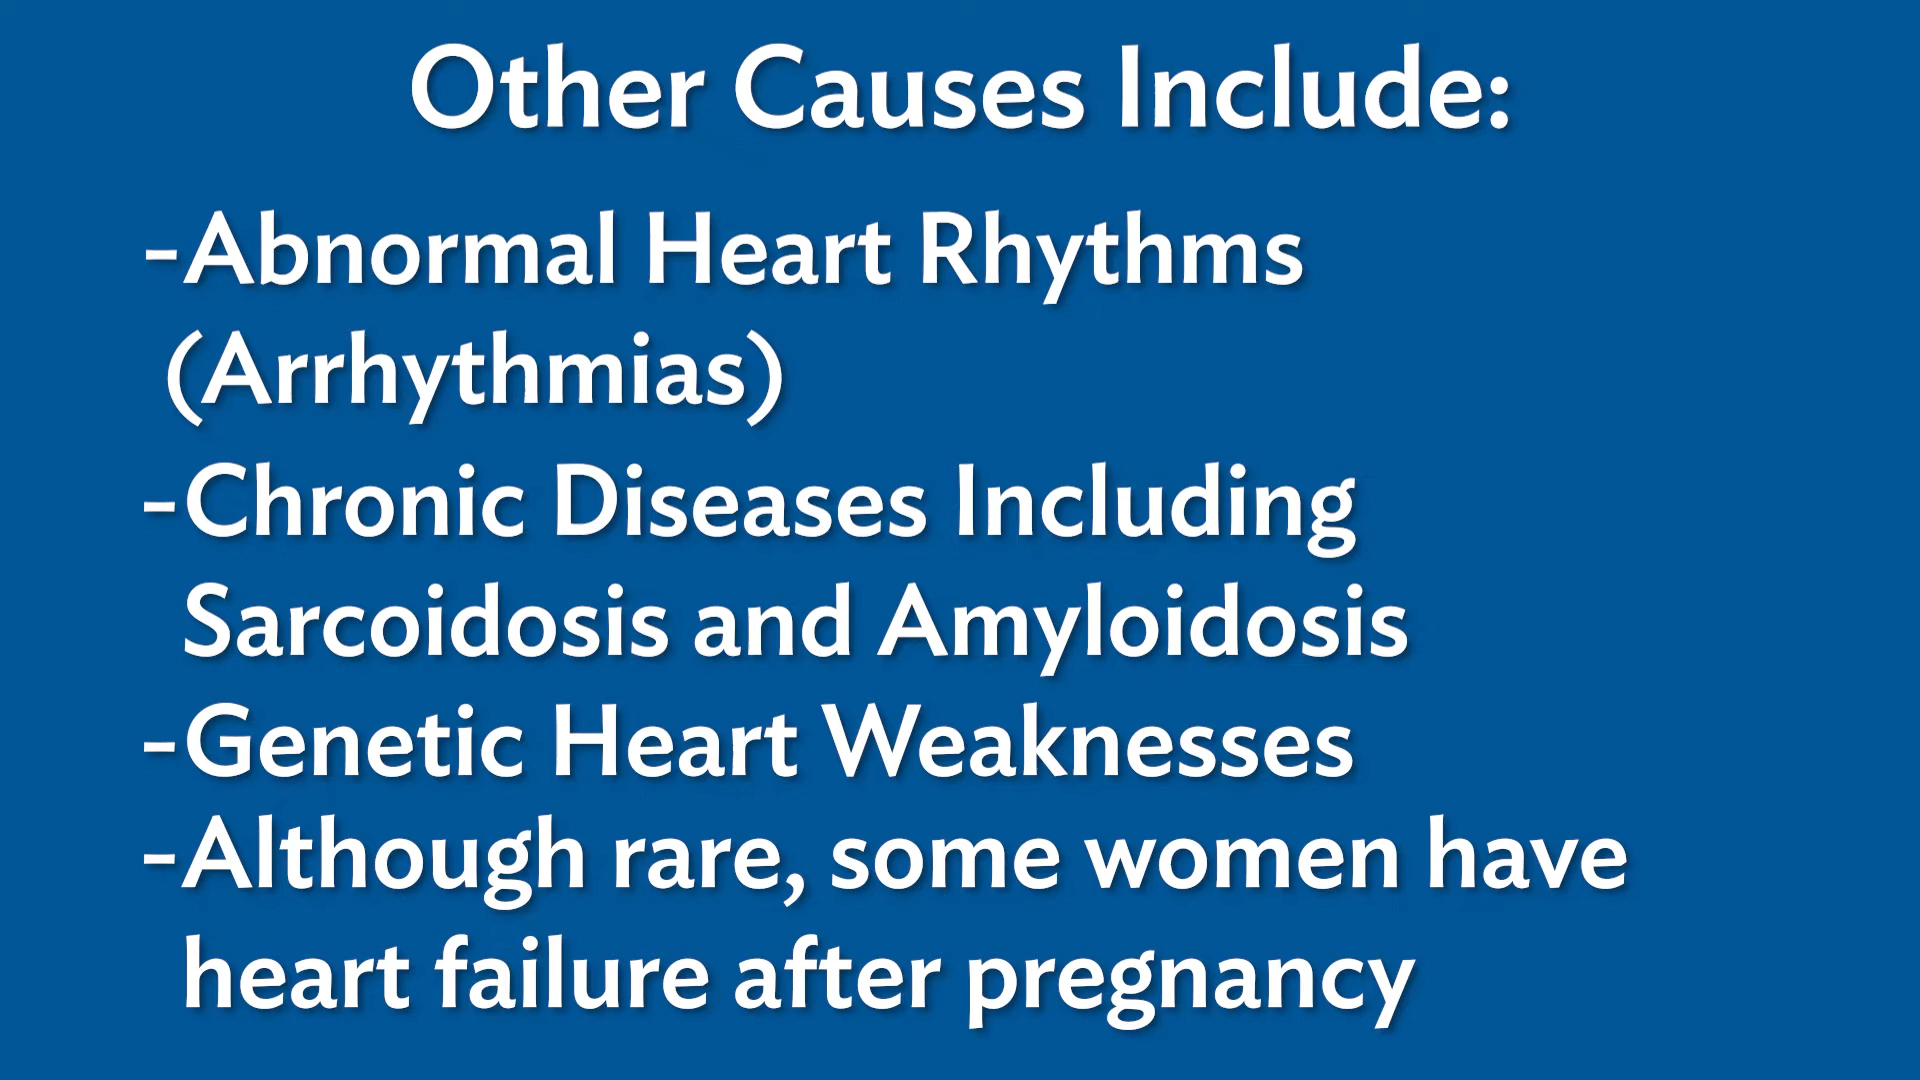 Other Causes Include:
-Abnormal Heart Rhythms
(Arrhythmias)
-Chronic Diseases Including
Sarcoidosis and Amyloidosis
-Genetic Heart Weaknesses
-Although rare, some women have
heart failure after pregnancy